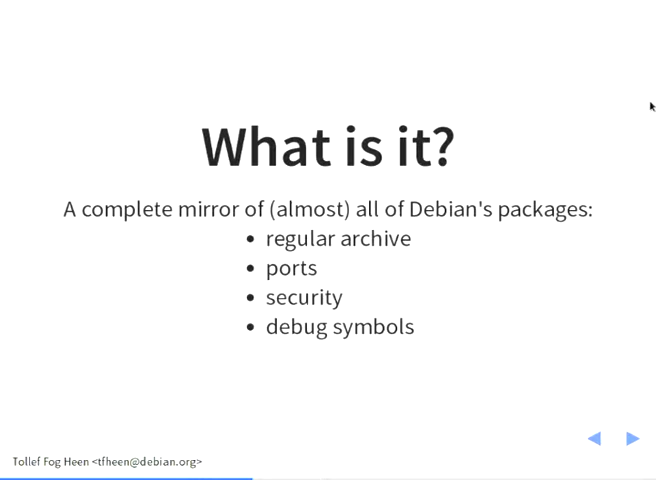 What is it?
A complete mirror of (almost) all of Debian's packages:
• regular archive
• ports
• security
• debug symbols
Tollef Fog Heen <tfheen@debian.org>